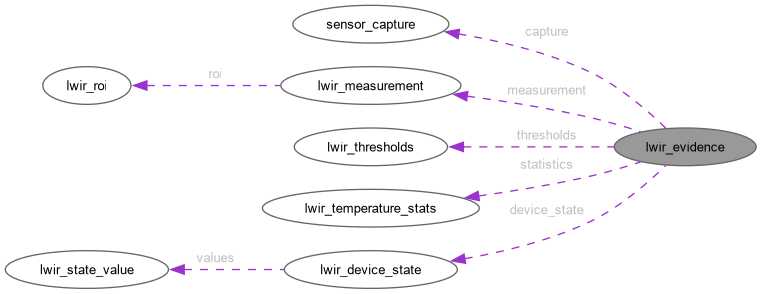 sensor_capture
capture
lwir_roi
roi
lwir_measurement
measurement
lwir_thresholds
thresholds
lwir_evidence
statistics
lwir_temperature_stats
device_state
lwir_state_value
values
lwir_device_state